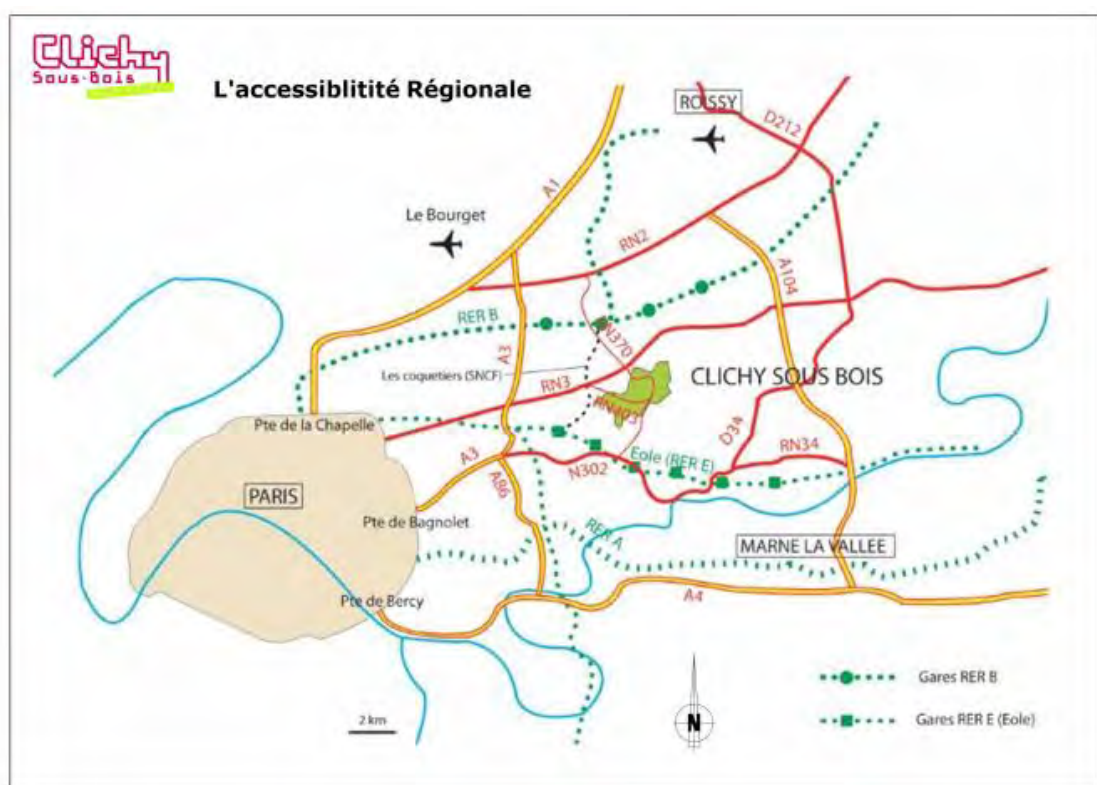 CLichy
Sous-Bois
L'accessiblitité Régionale
ROISSY
D212
A1
Le Bourget
RN2
A104
RER B
A3
RN370
Les coquetiers (SNCF)
RN3
CLICHY SOUS BOIS
RN403
Pte de la Chapelle
D34
RN34
A3
Eole (RER E)
N302
A86
PARIS
Pte de Bagnolet
RER A
MARNE LA VALLEE
Pte de Bercy
A4
Gares RER B
2 km
N
Gares RER E (Eole)